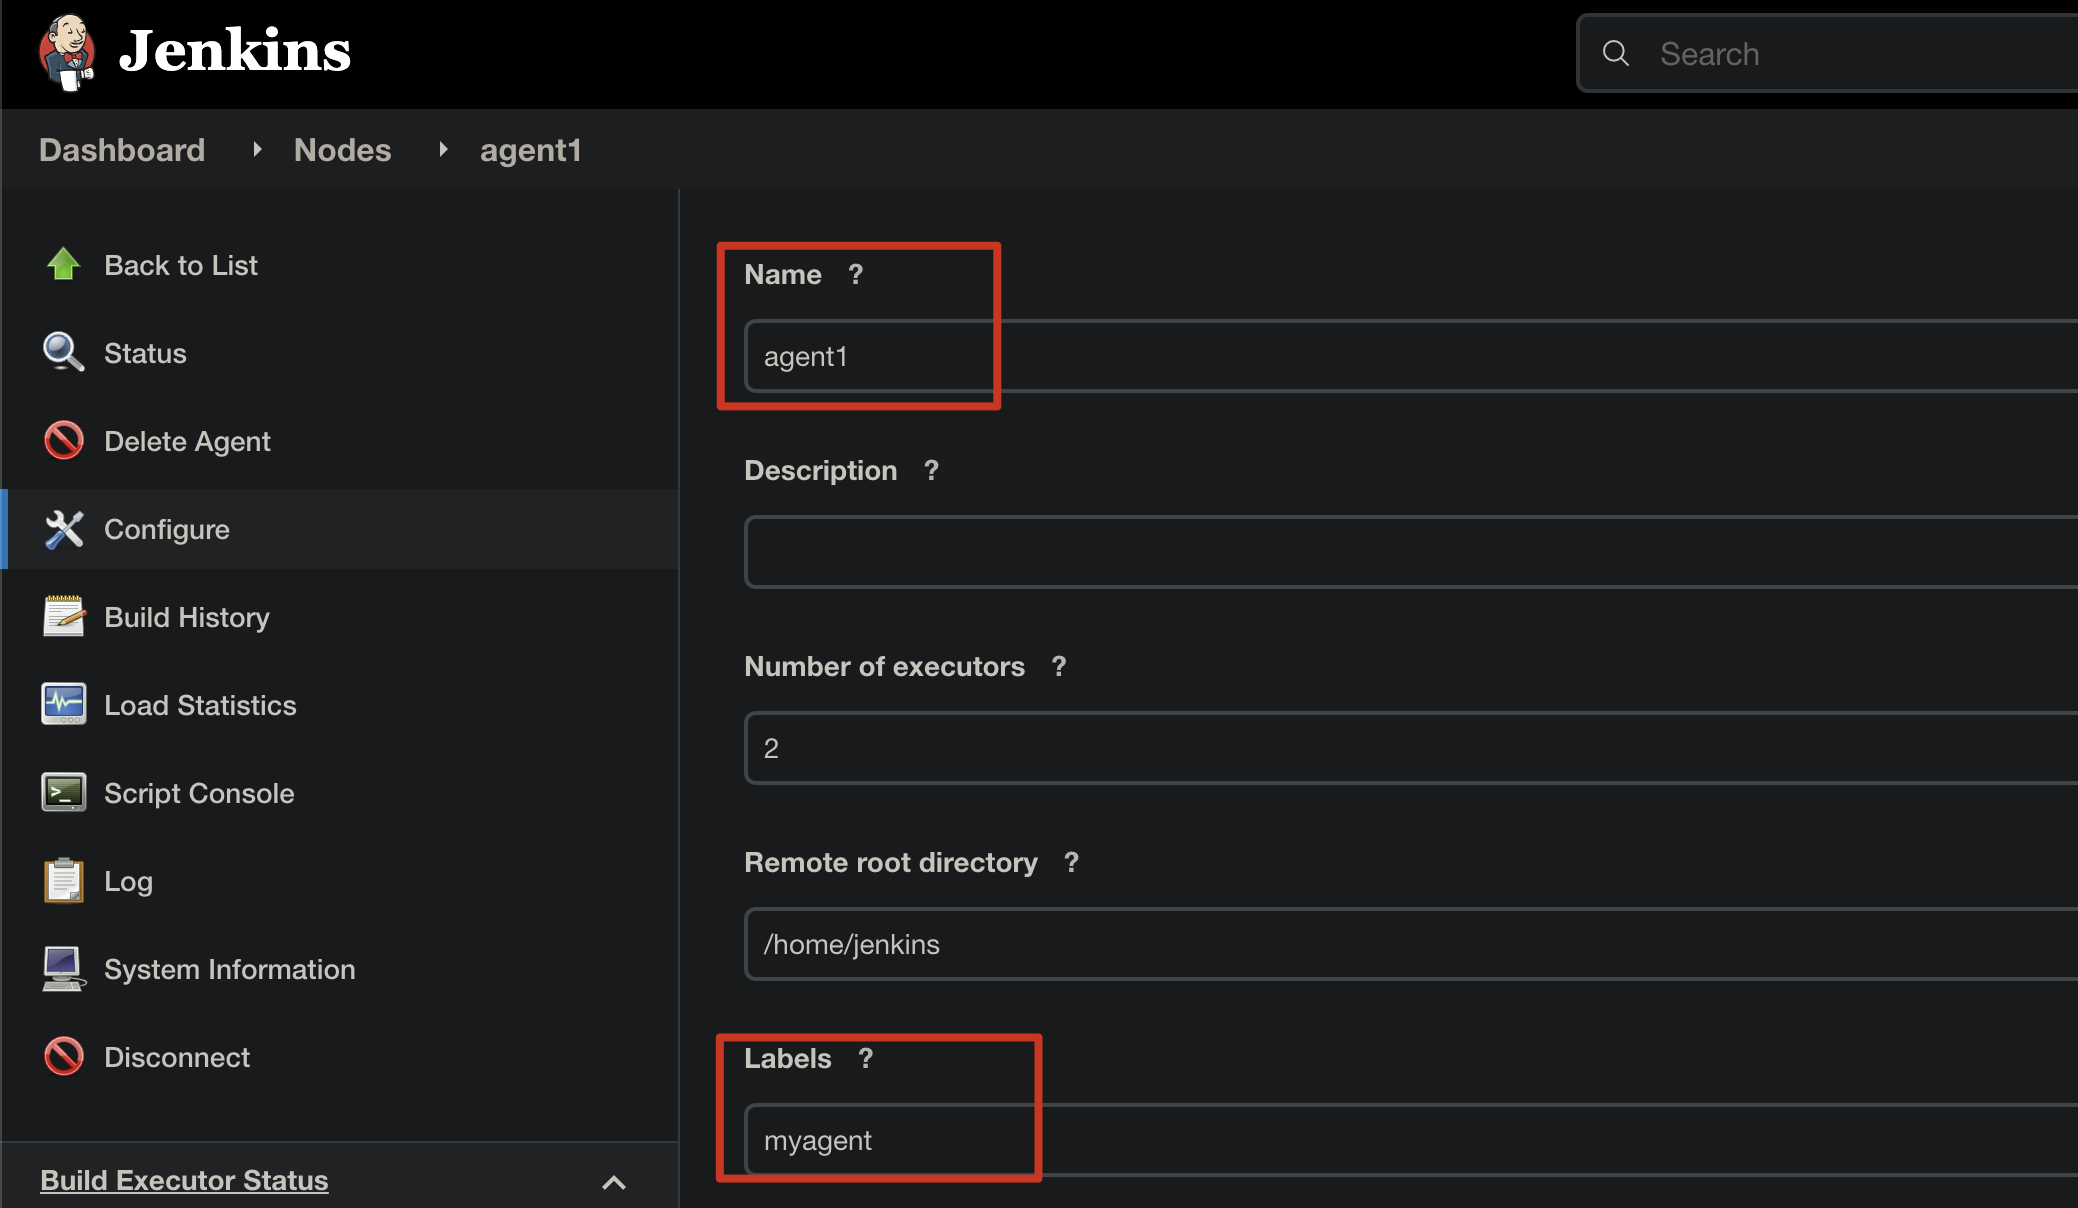 Jenkins
Search
Dashboard
Nodes
agent1
Back to List
Status
Delete Agent
Configure
Build History
Load Statistics
Script Console
Log
System Information
Disconnect
Build Executor Status
Name ?
agent1
Description ?
Number of executors ?
2
Remote root directory ?
/home/jenkins
Labels ?
myagent